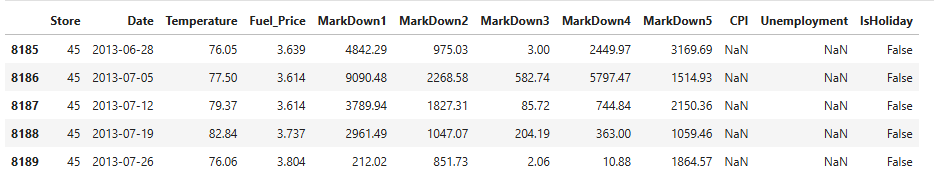 Store Date Temperature Fuel_Price MarkDown1 MarkDown2 MarkDown3 MarkDown4 MarkDown5 CPI Unemployment IsHoliday
8185 45 2013-06-28 76.05 3.639 4842.29 975.03 3.00 2449.97 3169.69 NaN NaN False
8186 45 2013-07-05 77.50 3.614 9090.48 2268.58 582.74 5797.47 1514.93 NaN NaN False
8187 45 2013-07-12 79.37 3.614 3789.94 1827.31 85.72 744.84 2150.36 NaN NaN False
8188 45 2013-07-19 82.84 3.737 2961.49 1047.07 204.19 363.00 1059.46 NaN NaN False
8189 45 2013-07-26 76.06 3.804 212.02 851.73 2.06 10.88 1864.57 NaN NaN False